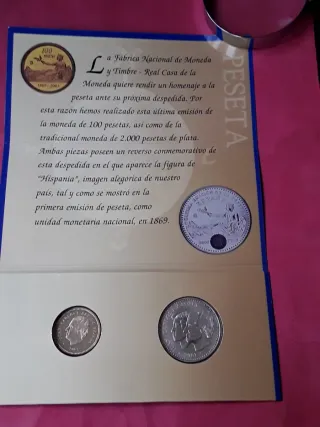 PESETA
La Fabrica Nacional de Moneda
y Timbre - Real Casa de la
Moneda quiere rendir un homenaje a la
peseta ante su próxima despedida. Por
esta razón hemos realizado esta última emisión de
la moneda de 100 pesetas, así como de la
tradicional moneda de 2.000 pesetas de plata.
Ambas piezas poseen un reverso conmemorativo de
esta despedida en el que aparece la figura de
"Hispania", imagen alegórica de nuestro
país, tal y como se mostró en la
primera emisión de peseta, como
unidad monetaria nacional, en 1869.